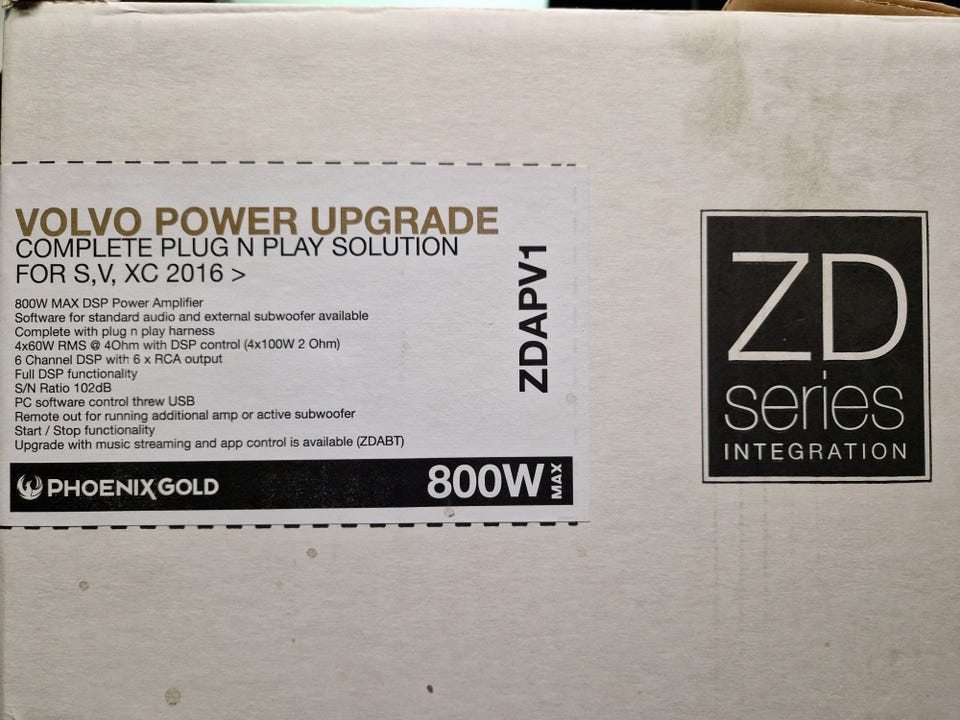 VOLVO POWER UPGRADE
COMPLETE PLUG N PLAY SOLUTION
FOR S,V, XC 2016 >
800W MAX DSP Power Amplifier
Software for standard audio and external subwoofer available
Complete with plug n play harness
4x60W RMS @ 4Ohm with DSP control (4x100W 2 Ohm)
6 Channel DSP with 6 x RCA output
Full DSP functionality
S/N Ratio 102dB
PC software control threw USB
Remote out for running additional amp or active subwoofer
Start / Stop functionality
Upgrade with music streaming and app control is available (ZDABT)
PHOENIXGOLD
800W MAX
ZDAPV1
ZD
series
INTEGRATION